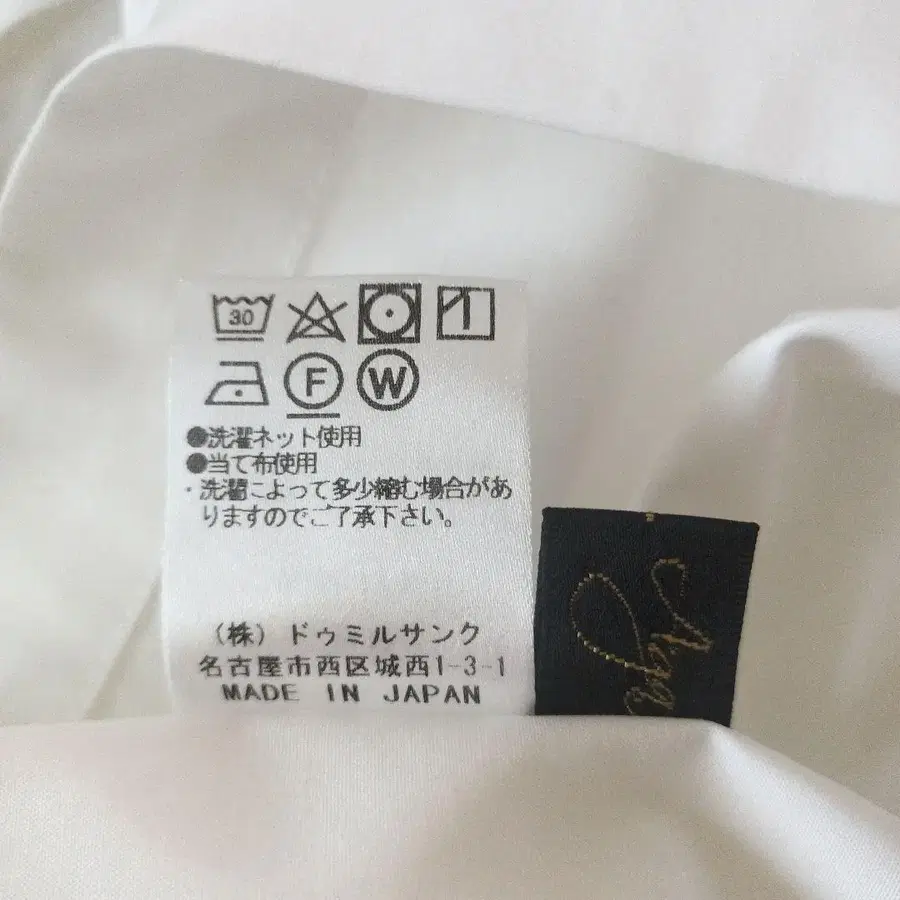 30
F W
●洗濯ネット使用
●当て布使用
・洗濯によって多少縮む場合があ
りますのでご了承下さい。
(株)ドゥミルサンク
名古屋市西区城西1-3-1
MADE IN JAPAN